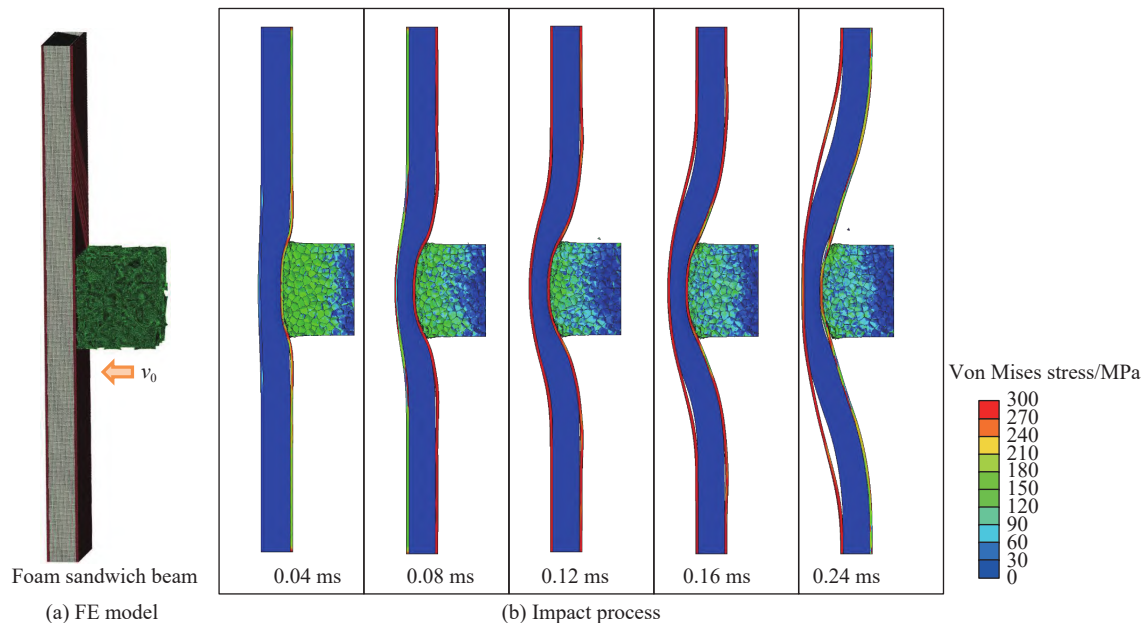 v0
Foam sandwich beam
(a) FE model
0.04 ms
0.08 ms
0.12 ms
0.16 ms
0.24 ms
(b) Impact process
Von Mises stress/MPa
300
270
240
210
180
150
120
90
60
30
0